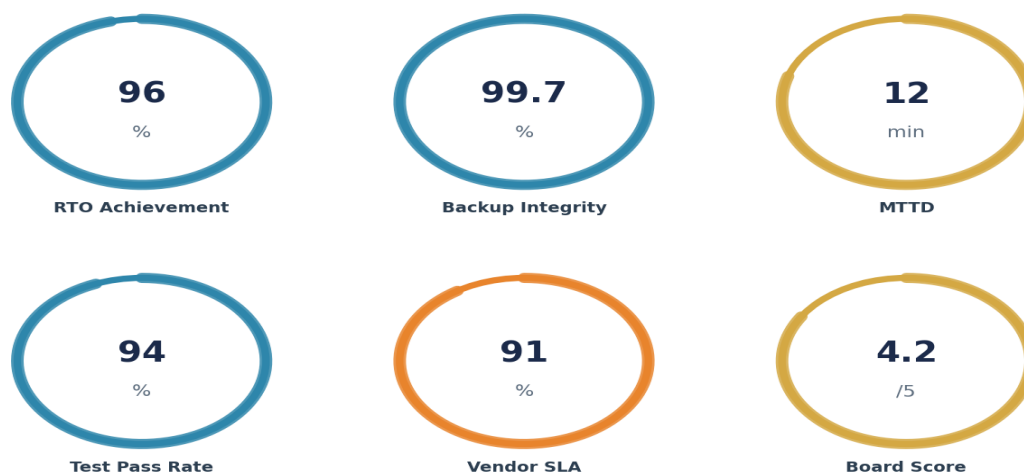 96
%
RTO Achievement
99.7
%
Backup Integrity
12
min
MTTD
94
%
Test Pass Rate
91
%
Vendor SLA
4.2
/5
Board Score